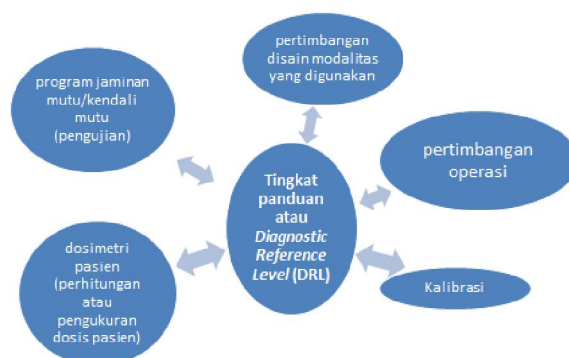 pertimbangan
disain modalitas
yang digunakan
program jaminan
mutu/kendali
mutu
(pengujian)
pertimbangan
operasi
Tingkat
panduan
atau
Diagnostic
Reference
Level (DRL)
dosimetri
pasien
(perhitungan
atau
pengukuran
dosis pasien)
Kalibrasi